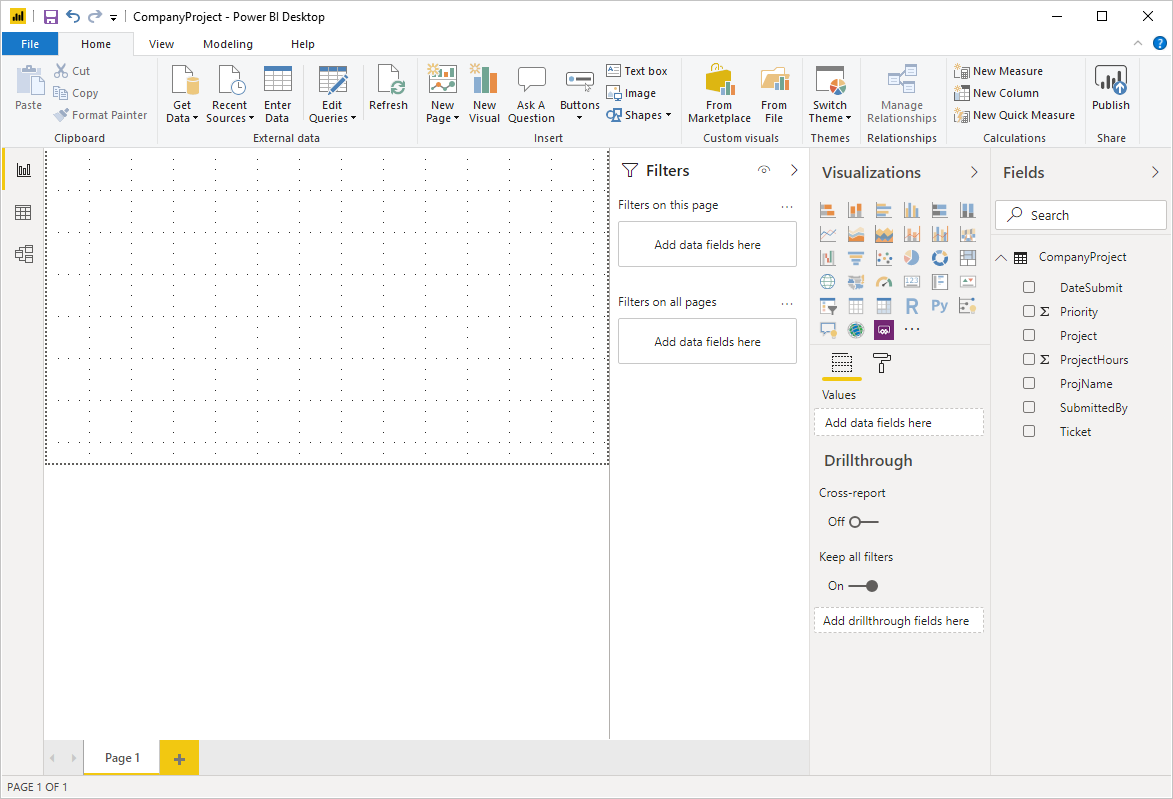 CompanyProject - Power BI Desktop
File Home View Modeling Help ?
Paste
Cut
Copy
Format Painter
Clipboard
Get Data
Recent Sources
Enter Data
Edit Queries
Refresh
External data
New Page
New Visual
Ask A Question
Buttons
Text box
Image
Shapes
Insert
From Marketplace
From File
Custom visuals
Switch Theme
Themes
Manage Relationships
Relationships
New Measure
New Column
New Quick Measure
Calculations
Publish
Share
Filters
Filters on this page ...
Add data fields here
Filters on all pages ...
Add data fields here
Visualizations
123
R Py
...
Values
Add data fields here
Drillthrough
Cross-report
Off
Keep all filters
On
Add drillthrough fields here
Fields
Search
CompanyProject
DateSubmit
Σ Priority
Project
Σ ProjectHours
ProjName
SubmittedBy
Ticket
Page 1 +
PAGE 1 OF 1